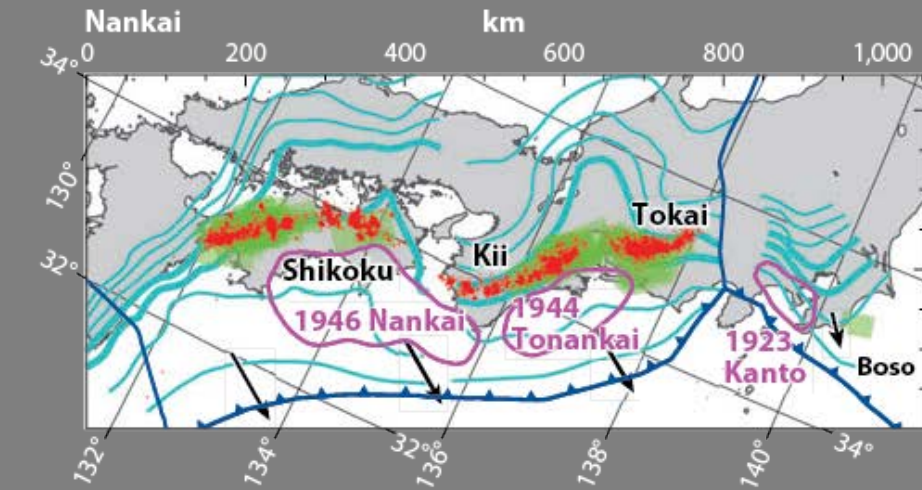 Nankai
km
0
200
400
600
800
1,000
34°
130°
32°
Tokai
Kii
Shikoku
1946 Nankai
1944
Tonankai
1923
Kanto
Boso
132°
134°
32°
136°
138°
140°
34°